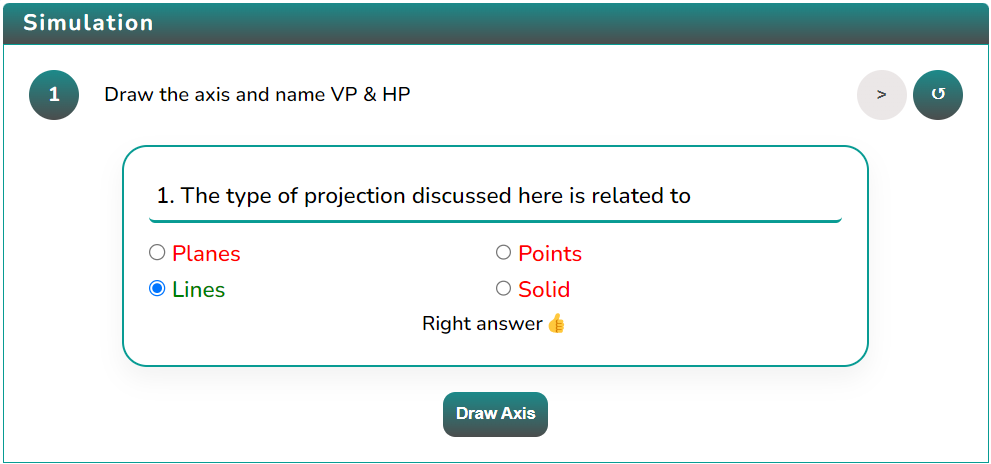 Simulation
1 Draw the axis and name VP & HP > ↺
1. The type of projection discussed here is related to
Planes Points
Lines Solid
Right answer👍
Draw Axis